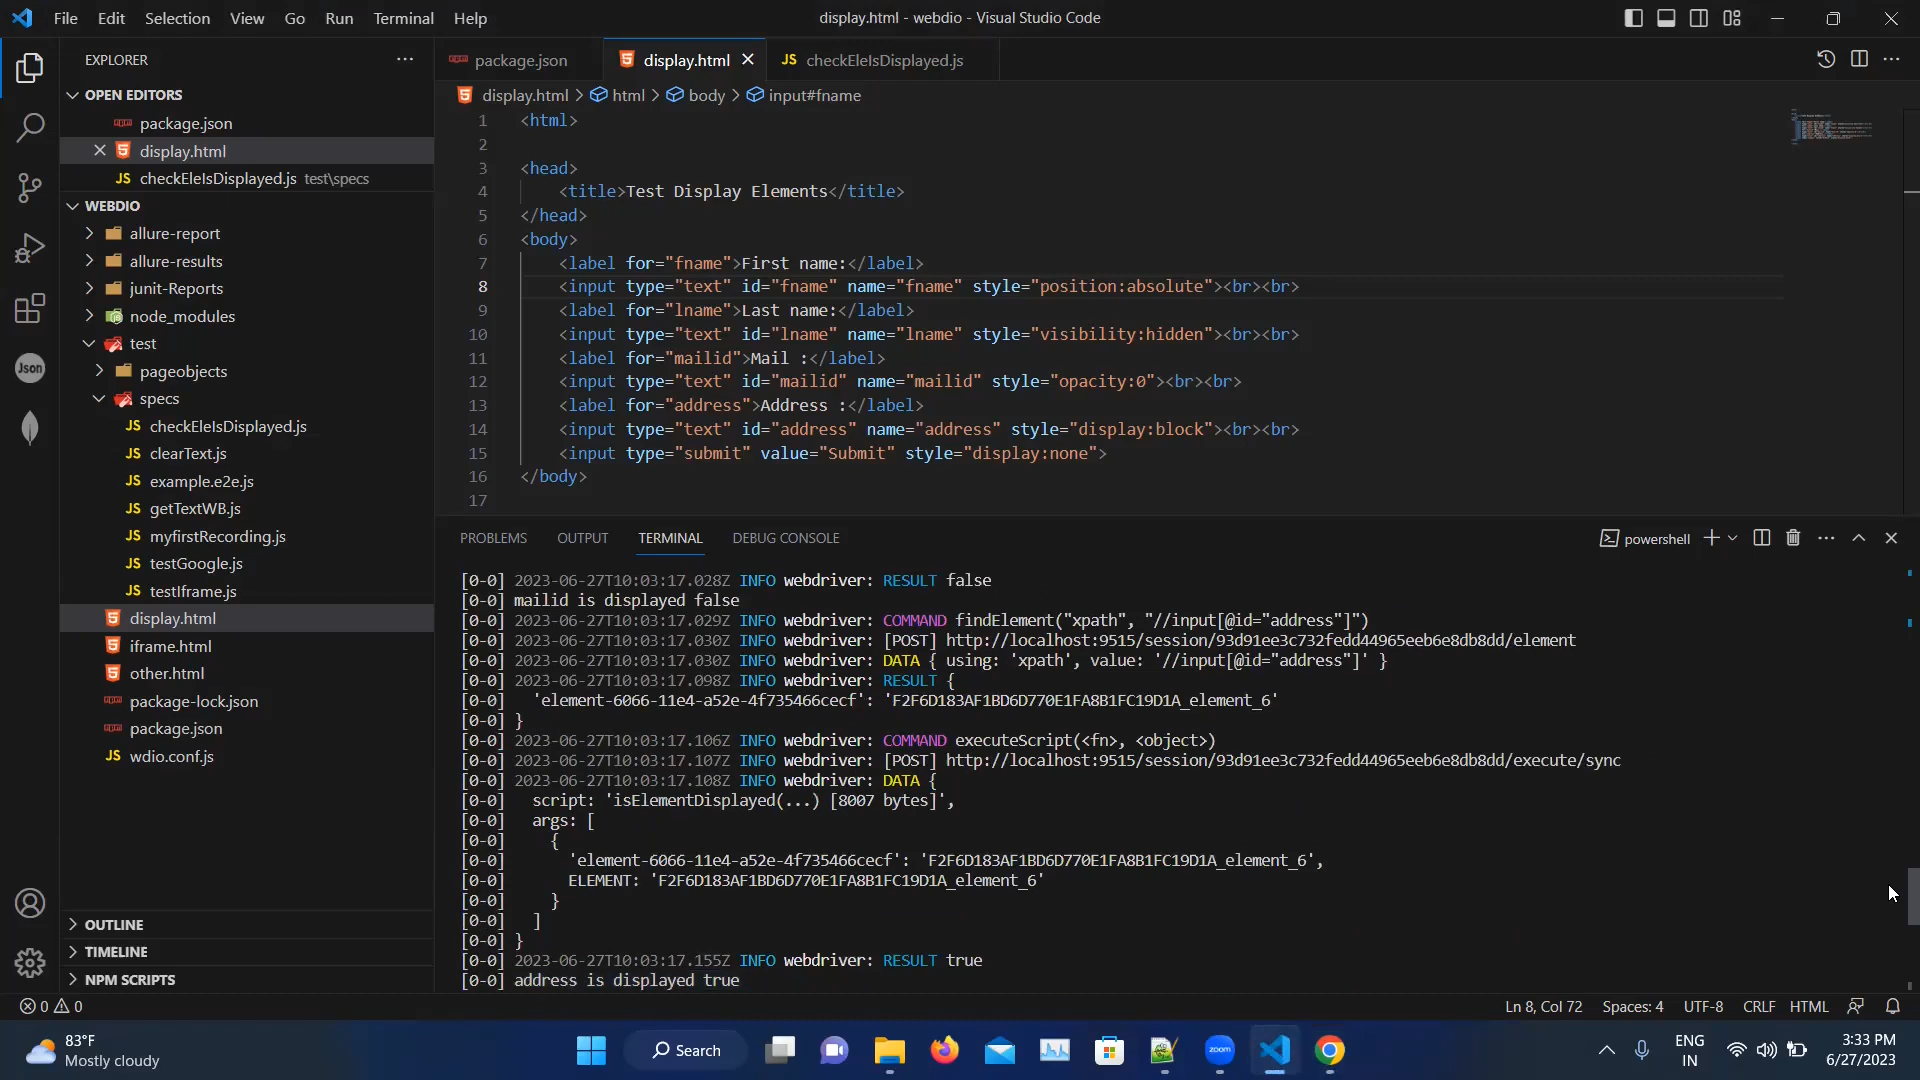 File Edit Selection View Go Run Terminal Help
display.html - webdio - Visual Studio Code
EXPLORER
OPEN EDITORS
package.json
display.html
JS checkEleIsDisplayed.js test\specs
WEBDIO
allure-report
allure-results
junit-Reports
node_modules
test
pageobjects
specs
JS checkEleIsDisplayed.js
JS clearText.js
JS example.e2e.js
JS getTextWB.js
JS myfirstRecording.js
JS testGoogle.js
JS testIframe.js
display.html
iframe.html
other.html
package-lock.json
package.json
JS wdio.conf.js
OUTLINE
TIMELINE
NPM SCRIPTS
Json
package.json display.html JS checkEleIsDisplayed.js
display.html > html > body > input#fname
1 <html>
2
3 <head>
4 <title>Test Display Elements</title>
5 </head>
6 <body>
7 <label for="fname">First name:</label>
8 <input type="text" id="fname" name="fname" style="position:absolute"><br><br>
9 <label for="lname">Last name:</label>
10 <input type="text" id="lname" name="lname" style="visibility:hidden"><br><br>
11 <label for="mailid">Mail :</label>
12 <input type="text" id="mailid" name="mailid" style="opacity:0"><br><br>
13 <label for="address">Address :</label>
14 <input type="text" id="address" name="address" style="display:block"><br><br>
15 <input type="submit" value="Submit" style="display:none">
16 </body>
17
PROBLEMS OUTPUT TERMINAL DEBUG CONSOLE
powershell
[0-0] 2023-06-27T10:03:17.028Z INFO webdriver: RESULT false
[0-0] mailid is displayed false
[0-0] 2023-06-27T10:03:17.029Z INFO webdriver: COMMAND findElement("xpath", "//input[@id="address"]")
[0-0] 2023-06-27T10:03:17.030Z INFO webdriver: [POST] http://localhost:9515/session/93d91ee3c732fedd44965eeb6e8db8dd/element
[0-0] 2023-06-27T10:03:17.030Z INFO webdriver: DATA { using: 'xpath', value: '//input[@id="address"]' }
[0-0] 2023-06-27T10:03:17.098Z INFO webdriver: RESULT {
[0-0] 'element-6066-11e4-a52e-4f735466cecf': 'F2F6D183AF1BD6D770E1FA8B1FC19D1A_element_6'
[0-0] }
[0-0] 2023-06-27T10:03:17.106Z INFO webdriver: COMMAND executeScript(<fn>, <object>)
[0-0] 2023-06-27T10:03:17.107Z INFO webdriver: [POST] http://localhost:9515/session/93d91ee3c732fedd44965eeb6e8db8dd/execute/sync
[0-0] 2023-06-27T10:03:17.108Z INFO webdriver: DATA {
[0-0] script: 'isElementDisplayed(...) [8007 bytes]',
[0-0] args: [
[0-0] {
[0-0] 'element-6066-11e4-a52e-4f735466cecf': 'F2F6D183AF1BD6D770E1FA8B1FC19D1A_element_6',
[0-0] ELEMENT: 'F2F6D183AF1BD6D770E1FA8B1FC19D1A_element_6'
[0-0] }
[0-0] ]
[0-0] }
[0-0] 2023-06-27T10:03:17.155Z INFO webdriver: RESULT true
[0-0] address is displayed true
0 0
Ln 8, Col 72 Spaces: 4 UTF-8 CRLF HTML
83°F
Mostly cloudy
Search
zoom
ENG
IN
3:33 PM
6/27/2023